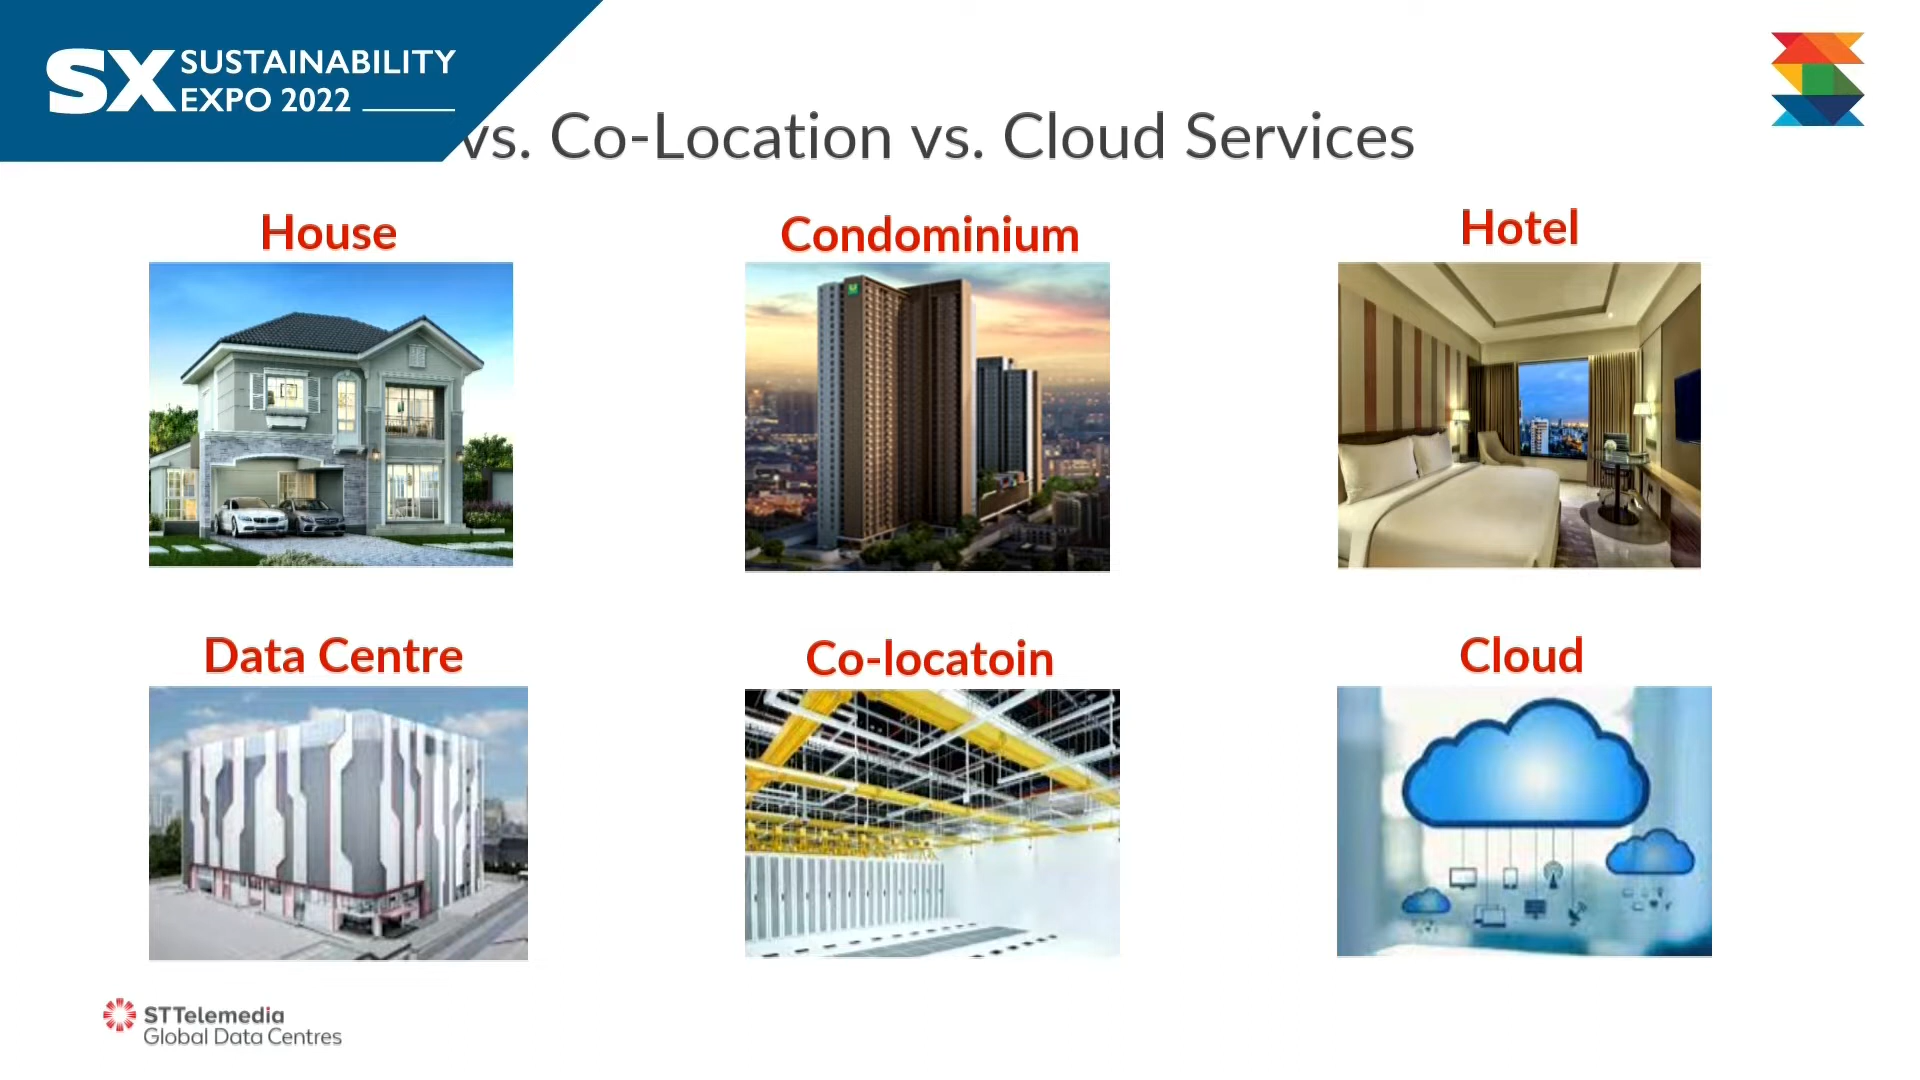 SX SUSTAINABILITY
EXPO 2022
vs. Co-Location vs. Cloud Services
House
Condominium
Hotel
Data Centre
Co-locatoin
Cloud
STTelemedia
Global Data Centres